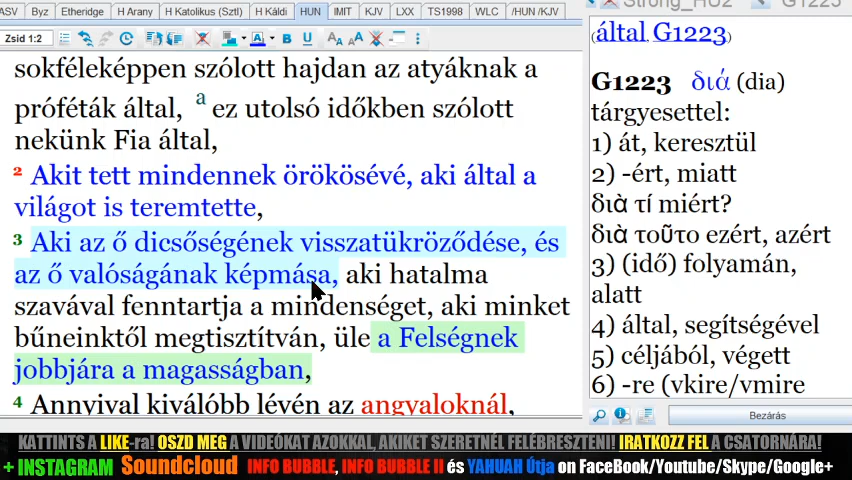 ASV Byz Etheridge H Arany H Katolikus (Sztl) H Káldi HUN IMIT KJV LXX TS1998 WLC /HUN /KJV
Zsid 1:2
sokféleképpen szólott hajdan az atyáknak a
próféták által, a ez utolsó időkben szólott
nekünk Fia által,
2 Akit tett mindennek örökösévé, aki által a
világot is teremtette,
3 Aki az ő dicsőségének visszatükröződése, és
az ő valóságának képmása, aki hatalma
szavával fenntartja a mindenséget, aki minket
bűneinktől megtisztítván, üle a Felségnek
jobbjára a magasságban,
4 Annyival kiválóbb lévén az angyaloknál,
Strong_HU2 G1223
(által, G1223)
G1223 διά (dia)
tárgyesettel:
1) át, keresztül
2) -ért, miatt
διὰ τί miért?
διὰ τοῦτο ezért, azért
3) (idő) folyamán,
alatt
4) által, segítségével
5) céljából, végett
6) -re (vkire/vmire
Bezárás
KATTINTS A LIKE-ra! OSZD MEG A VIDEÓKAT AZOKKAL, AKIKET SZERETNÉL FELÉBRESZTENI! IRATKOZZ FEL A CSATORNÁRA!
+ INSTAGRAM Soundcloud INFO BUBBLE, INFO BUBBLE II és YAHUAH Útja on FaceBook/Youtube/Skype/Google+